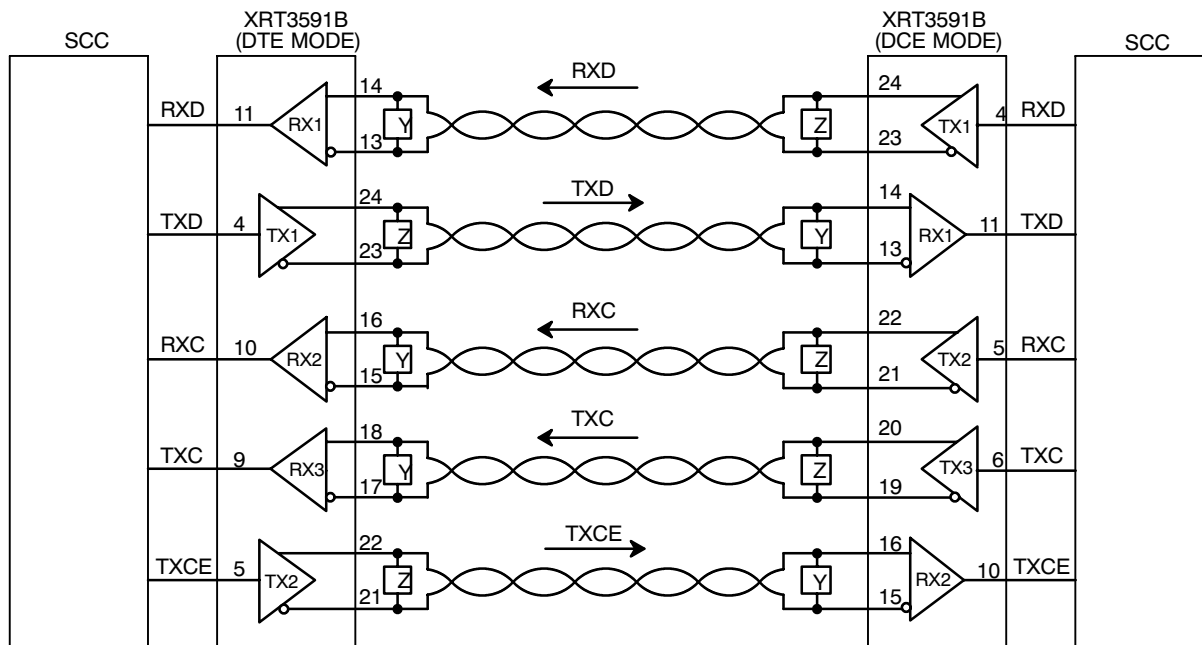 SCC
XRT3591B
(DTE MODE)
XRT3591B
(DCE MODE)
SCC
RXD
RXD 11 RX1 14 Y 13 Z 24 23 TX1 4 RXD
TXD
TXD 4 TX1 24 Z 23 Y 14 13 RX1 11 TXD
RXC
RXC 10 RX2 16 Y 15 Z 22 21 TX2 5 RXC
TXC
TXC 9 RX3 18 Y 17 Z 20 19 TX3 6 TXC
TXCE
TXCE 5 TX2 22 Z 21 Y 16 15 RX2 10 TXCE